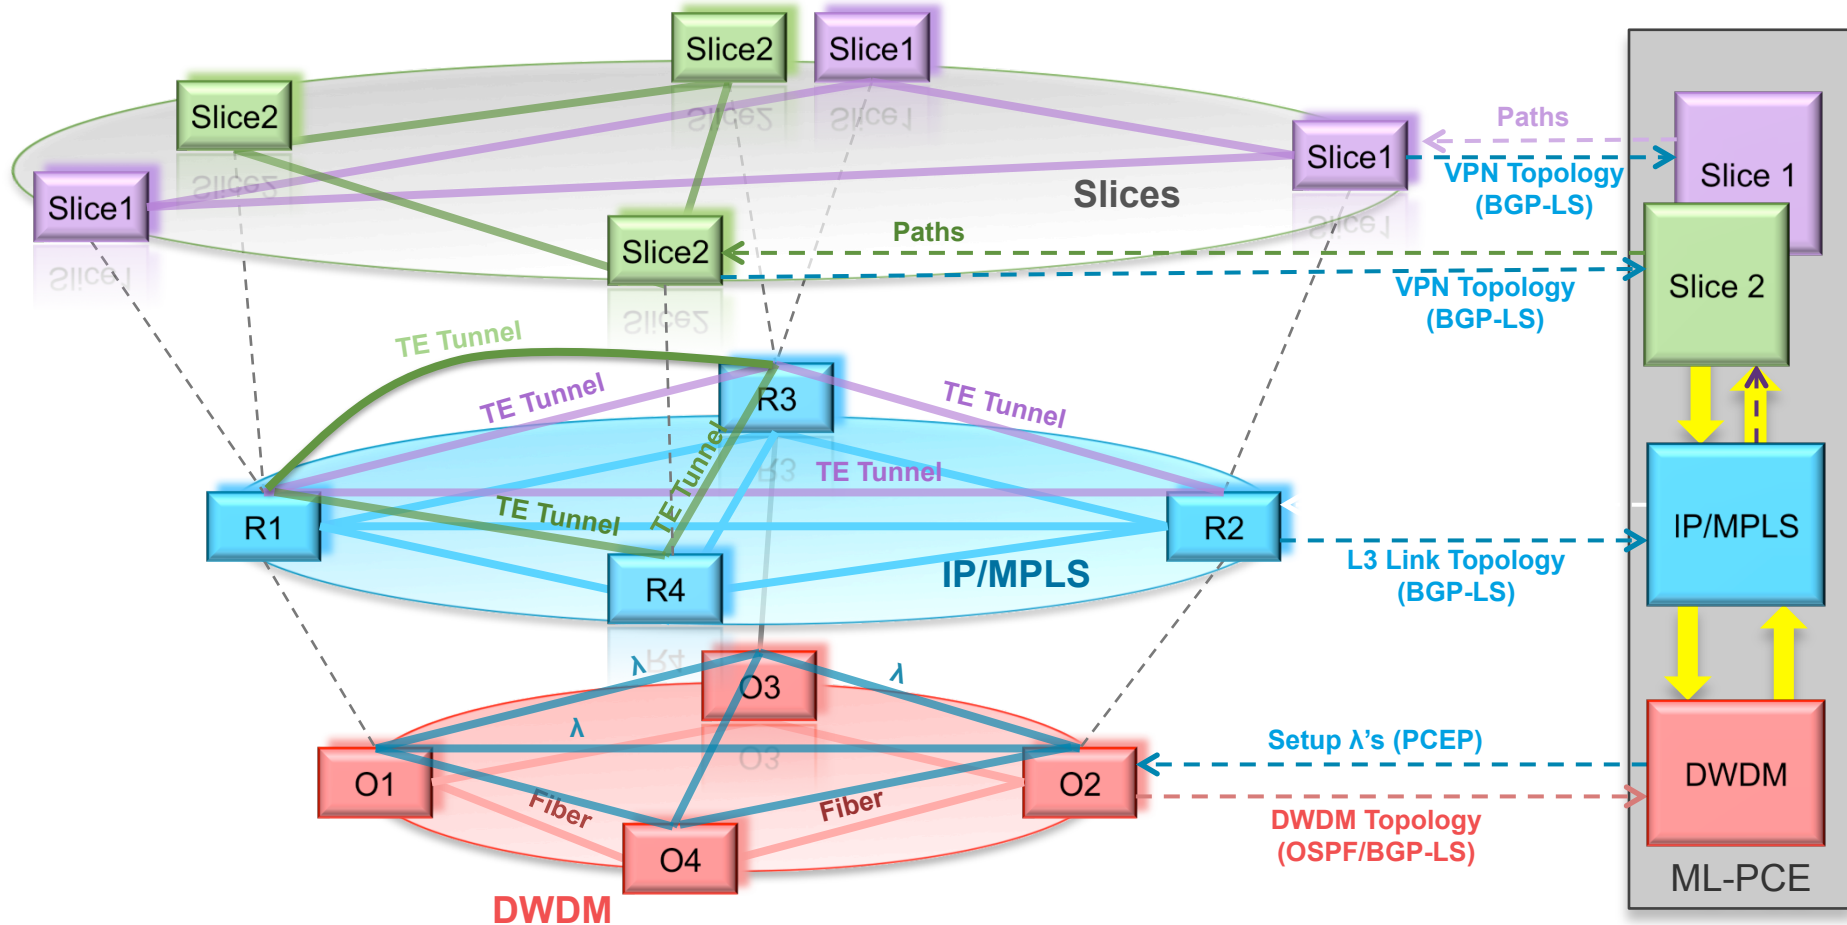 Slice2
Slice1
Slice2
Slice1
Slice1
Slice2
Slices
Paths
VPN Topology
(BGP-LS)
Slice 1
Paths
VPN Topology
(BGP-LS)
Slice 2
TE Tunnel
TE Tunnel
TE Tunnel
TE Tunnel
TE Tunnel
TE Tunnel
R3
R1
R2
R4
IP/MPLS
L3 Link Topology
(BGP-LS)
IP/MPLS
λ
λ
λ
O3
O1
O2
O4
Fiber
Fiber
DWDM
Setup λ's (PCEP)
DWDM Topology
(OSPF/BGP-LS)
DWDM
ML-PCE